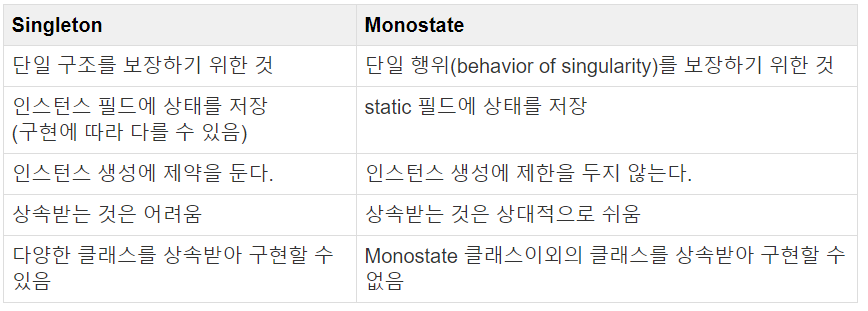 Singleton
Monostate
단일 구조를 보장하기 위한 것
단일 행위(behavior of singularity)를 보장하기 위한 것
인스턴스 필드에 상태를 저장
(구현에 따라 다를 수 있음)
static 필드에 상태를 저장
인스턴스 생성에 제약을 둔다.
인스턴스 생성에 제한을 두지 않는다.
상속받는 것은 어려움
상속받는 것은 상대적으로 쉬움
다양한 클래스를 상속받아 구현할 수
있음
Monostate 클래스이외의 클래스를 상속받아 구현할 수
없음